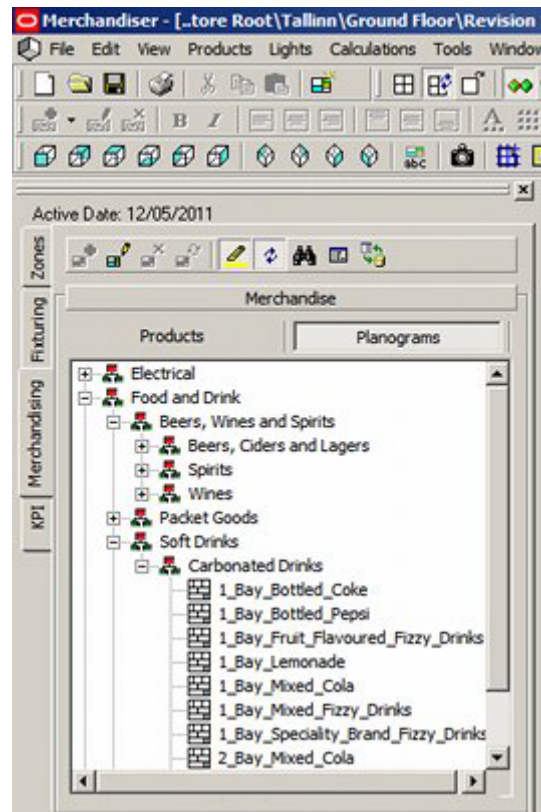 Merchandiser - [..tore Root\Tallinn\Ground Floor\Revision
File Edit View Products Lights Calculations Tools Window
B I A
abc
Active Date: 12/05/2011
Zones
Fixturing
Merchandising
KPI
Merchandise
Products Planograms
Electrical
Food and Drink
Beers, Wines and Spirits
Beers, Ciders and Lagers
Spirits
Wines
Packet Goods
Soft Drinks
Carbonated Drinks
1_Bay_Bottled_Coke
1_Bay_Bottled_Pepsi
1_Bay_Fruit_Flavoured_Fizzy_Drinks
1_Bay_Lemonade
1_Bay_Mixed_Cola
1_Bay_Mixed_Fizzy_Drinks
1_Bay_Speciality_Brand_Fizzy_Drinks
2_Bay_Mixed_Cola